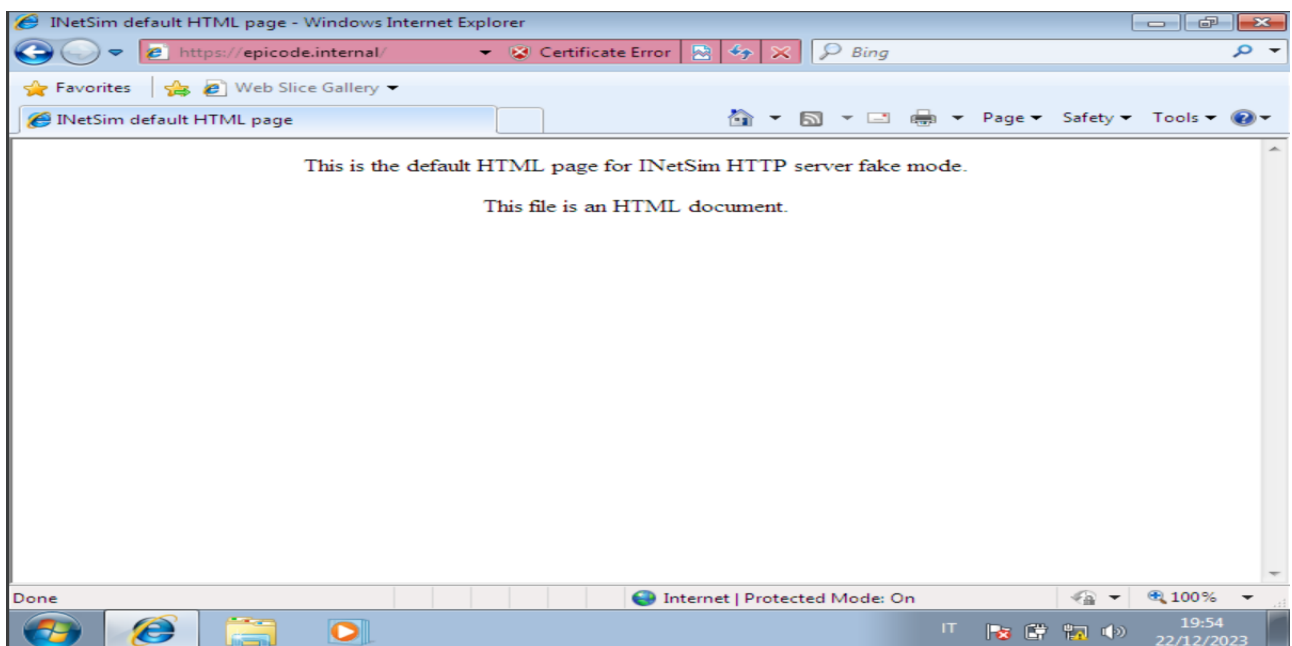 INetSim default HTML page - Windows Internet Explorer
https://epicode.internal/ Certificate Error Bing
Favorites Web Slice Gallery
INetSim default HTML page Page Safety Tools
This is the default HTML page for INetSim HTTP server fake mode.
This file is an HTML document.
Done Internet | Protected Mode: On 100%
IT 19:54
22/12/2023